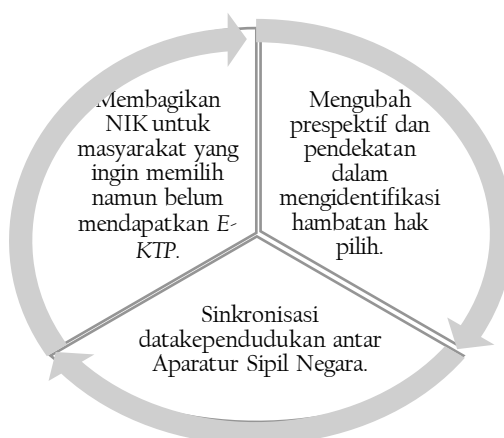 Membagikan
NIK untuk
masyarakat yang
ingin memilih
namun belum
mendapatkan E-
KTP.
Mengubah
prespektif dan
pendekatan
dalam
mengidentifikasi
hambatan hak
pilih.
Sinkronisasi
datakependudukan antar
Aparatur Sipil Negara.